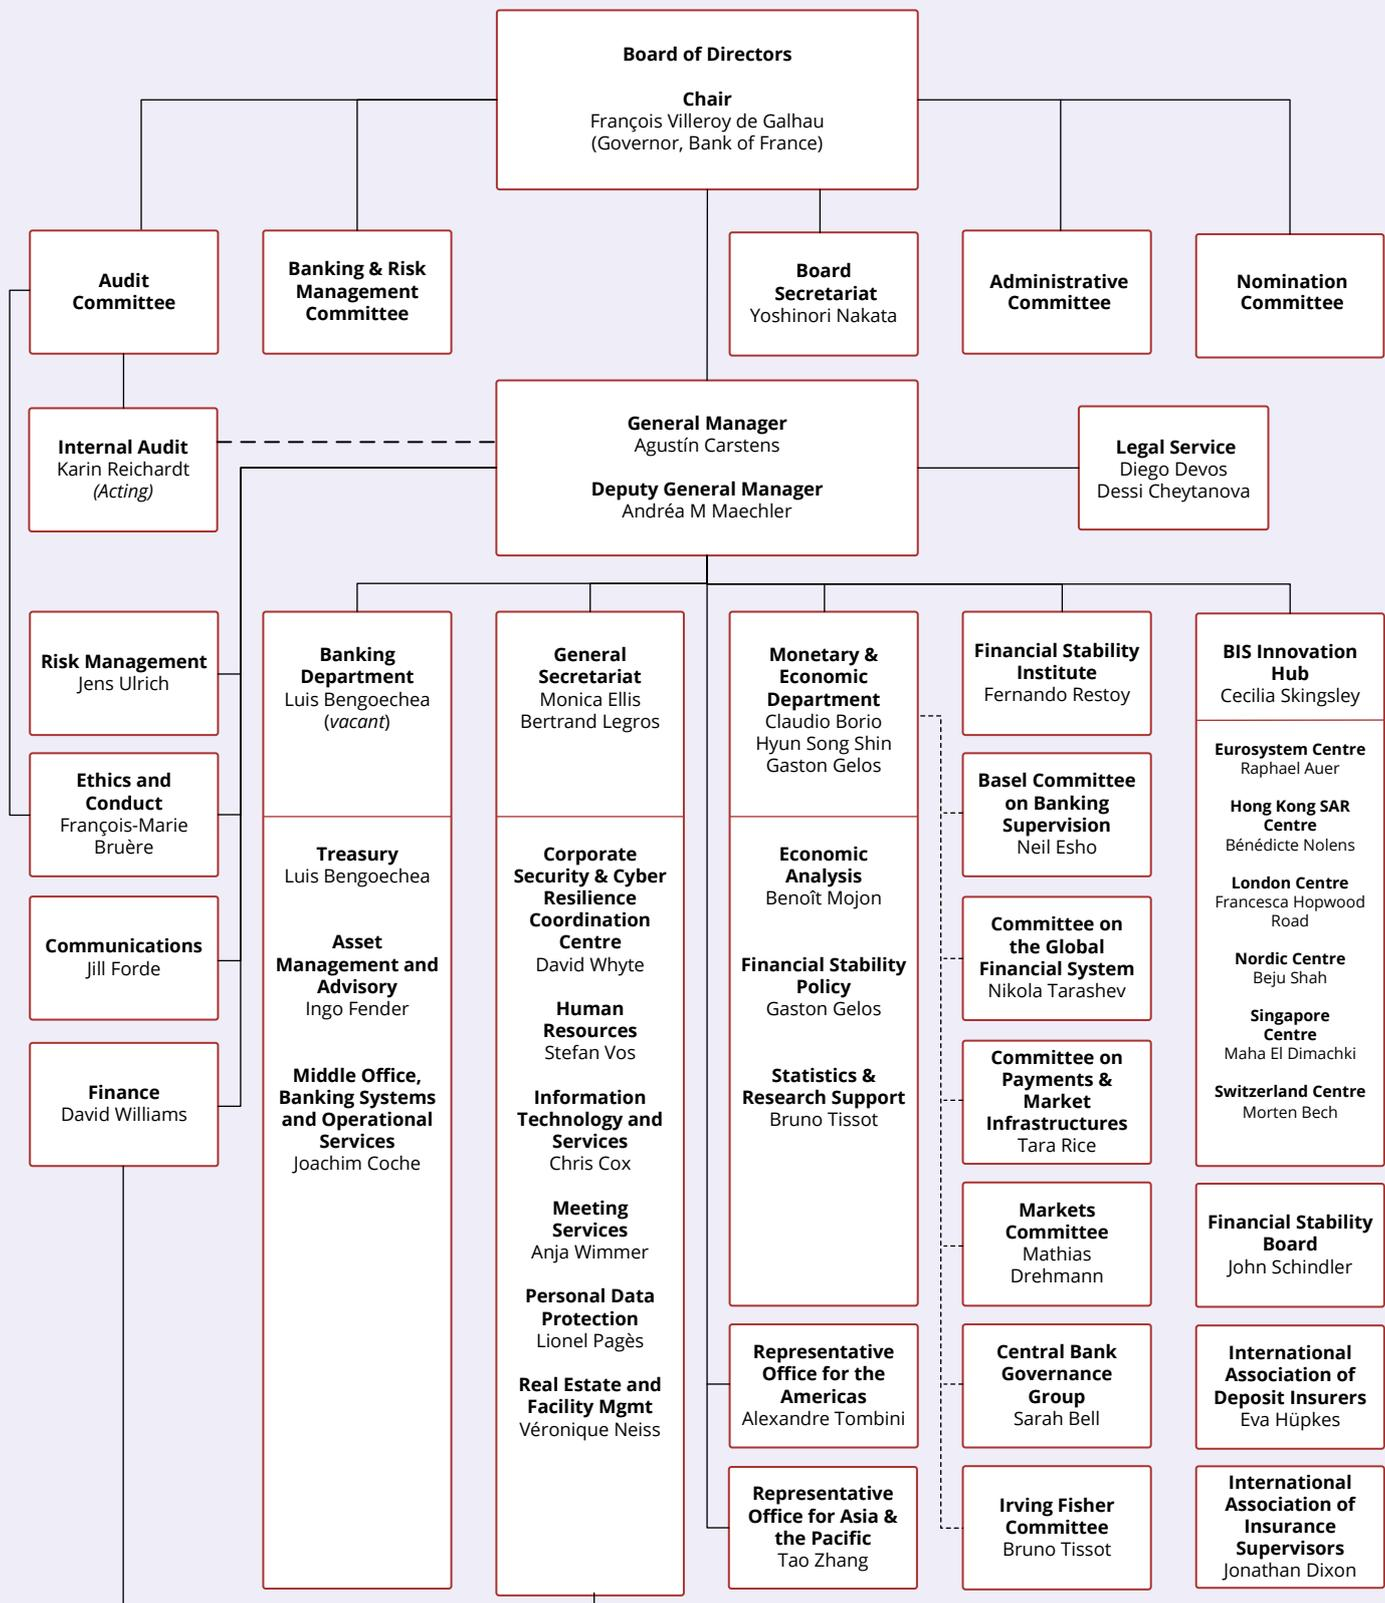 Board of Directors
Chair
François Villeroy de Galhau
(Governor, Bank of France)
Audit
Committee
Banking & Risk
Management
Committee
Board
Secretariat
Yoshinori Nakata
Administrative
Committee
Nomination
Committee
Internal Audit
Karin Reichardt
(Acting)
General Manager
Agustín Carstens
Deputy General Manager
Andréa M Maechler
Legal Service
Diego Devos
Dessi Cheytanova
Risk Management
Jens Ulrich
Ethics and
Conduct
François-Marie
Bruère
Communications
Jill Forde
Finance
David Williams
Banking
Department
Luis Bengoechea
(vacant)
Treasury
Luis Bengoechea
Asset
Management and
Advisory
Ingo Fender
Middle Office,
Banking Systems
and Operational
Services
Joachim Coche
General
Secretariat
Monica Ellis
Bertrand Legros
Corporate
Security & Cyber
Resilience
Coordination
Centre
David Whyte
Human
Resources
Stefan Vos
Information
Technology and
Services
Chris Cox
Meeting
Services
Anja Wimmer
Personal Data
Protection
Lionel Pagès
Real Estate and
Facility Mgmt
Véronique Neiss
Monetary &
Economic
Department
Claudio Borio
Hyun Song Shin
Gaston Gelos
Economic
Analysis
Benoît Mojon
Financial Stability
Policy
Gaston Gelos
Statistics &
Research Support
Bruno Tissot
Representative
Office for the
Americas
Alexandre Tombini
Representative
Office for Asia &
the Pacific
Tao Zhang
Financial Stability
Institute
Fernando Restoy
Basel Committee
on Banking
Supervision
Neil Esho
Committee on
the Global
Financial System
Nikola Tarashev
Committee on
Payments &
Market
Infrastructures
Tara Rice
Markets
Committee
Mathias
Drehmann
Central Bank
Governance
Group
Sarah Bell
Irving Fisher
Committee
Bruno Tissot
BIS Innovation
Hub
Cecilia Skingsley
Eurosystem Centre
Raphael Auer
Hong Kong SAR
Centre
Bénédicte Nolens
London Centre
Francesca Hopwood
Road
Nordic Centre
Beju Shah
Singapore
Centre
Maha El Dimachki
Switzerland Centre
Morten Bech
Financial Stability
Board
John Schindler
International
Association of
Deposit Insurers
Eva Hüpkes
International
Association of
Insurance
Supervisors
Jonathan Dixon